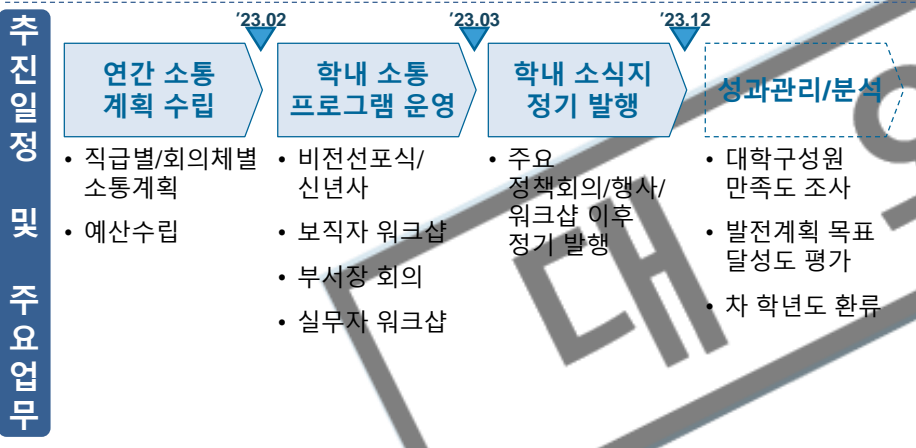 추진일정 및 주요업무
'23.02
'23.03
'23.12
연간 소통
계획 수립
학내 소통
프로그램 운영
학내 소식지
정기 발행
성과관리/분석
• 직급별/회의체별
소통계획
• 예산수립
• 비전선포식/
신년사
• 보직자 워크샵
• 부서장 회의
• 실무자 워크샵
• 주요
정책회의/행사/
워크샵 이후
정기 발행
• 대학구성원
만족도 조사
• 발전계획 목표
달성도 평가
• 차 학년도 환류
대